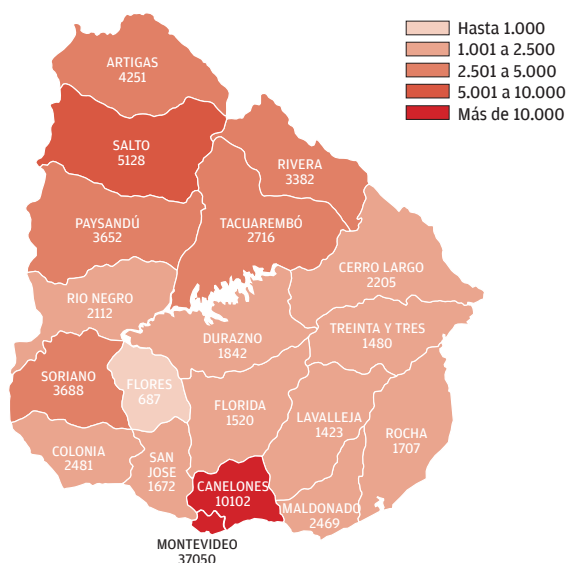 Hasta 1.000
1.001 a 2.500
2.501 a 5.000
5.001 a 10.000
Más de 10.000
ARTIGAS
4251
SALTO
5128
RIVERA
3382
PAYSANDÚ
3652
TACUAREMBÓ
2716
CERRO LARGO
2205
RIO NEGRO
2112
DURAZNO
1842
TREINTA Y TRES
1480
SORIANO
3688
FLORES
687
FLORIDA
1520
LAVALLEJA
1423
ROCHA
1707
COLONIA
2481
SAN
JOSE
1672
CANELONES
10102
MALDONADO
2469
MONTEVIDEO
37050